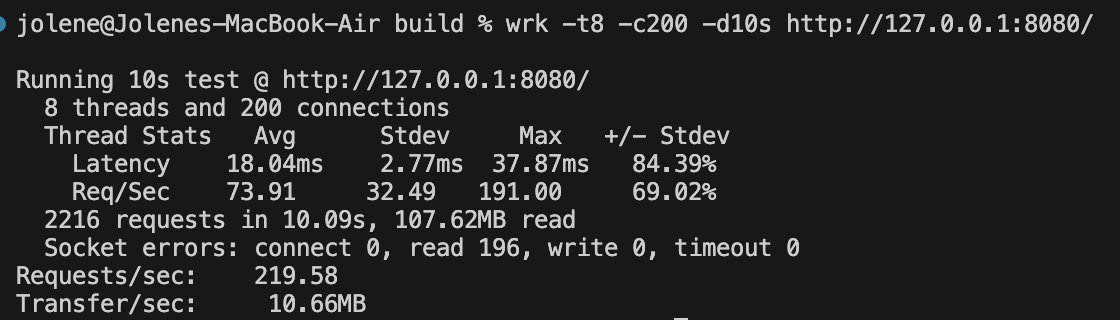 jolene@Jolenes-MacBook-Air build % wrk -t8 -c200 -d10s http://127.0.0.1:8080/
Running 10s test @ http://127.0.0.1:8080/
8 threads and 200 connections
Thread Stats Avg Stdev Max +/- Stdev
Latency 18.04ms 2.77ms 37.87ms 84.39%
Req/Sec 73.91 32.49 191.00 69.02%
2216 requests in 10.09s, 107.62MB read
Socket errors: connect 0, read 196, write 0, timeout 0
Requests/sec: 219.58
Transfer/sec: 10.66MB